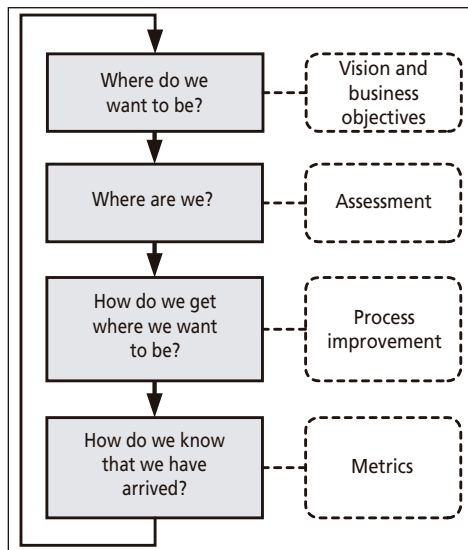 Where do we
want to be?
Vision and
business
objectives
Where are we?
Assessment
How do we get
where we want
to be?
Process
improvement
How do we know
that we have
arrived?
Metrics